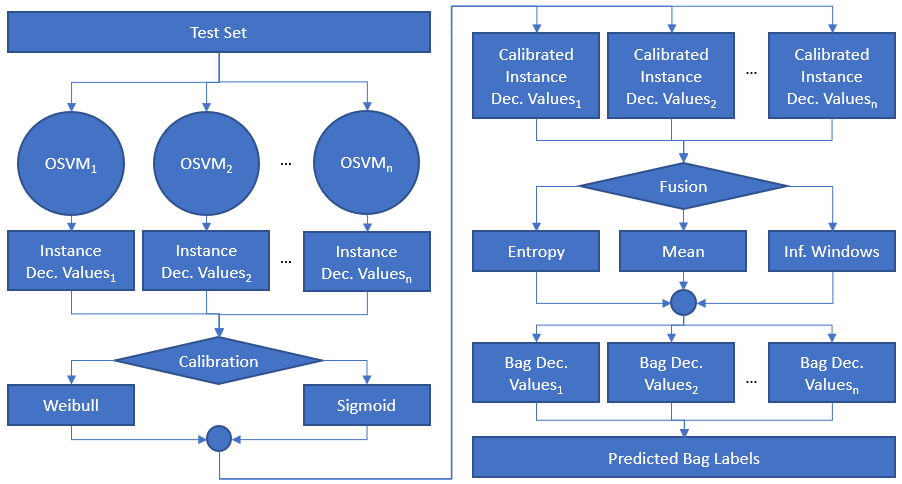 Test Set
OSVM1
OSVM2
...
OSVMn
Instance
Dec. Values1
Instance
Dec. Values2
...
Instance
Dec. Valuesn
Calibration
Weibull
Sigmoid
Calibrated
Instance
Dec. Values1
Calibrated
Instance
Dec. Values2
...
Calibrated
Instance
Dec. Valuesn
Fusion
Entropy
Mean
Inf. Windows
Bag Dec.
Values1
Bag Dec.
Values2
...
Bag Dec.
Valuesn
Predicted Bag Labels